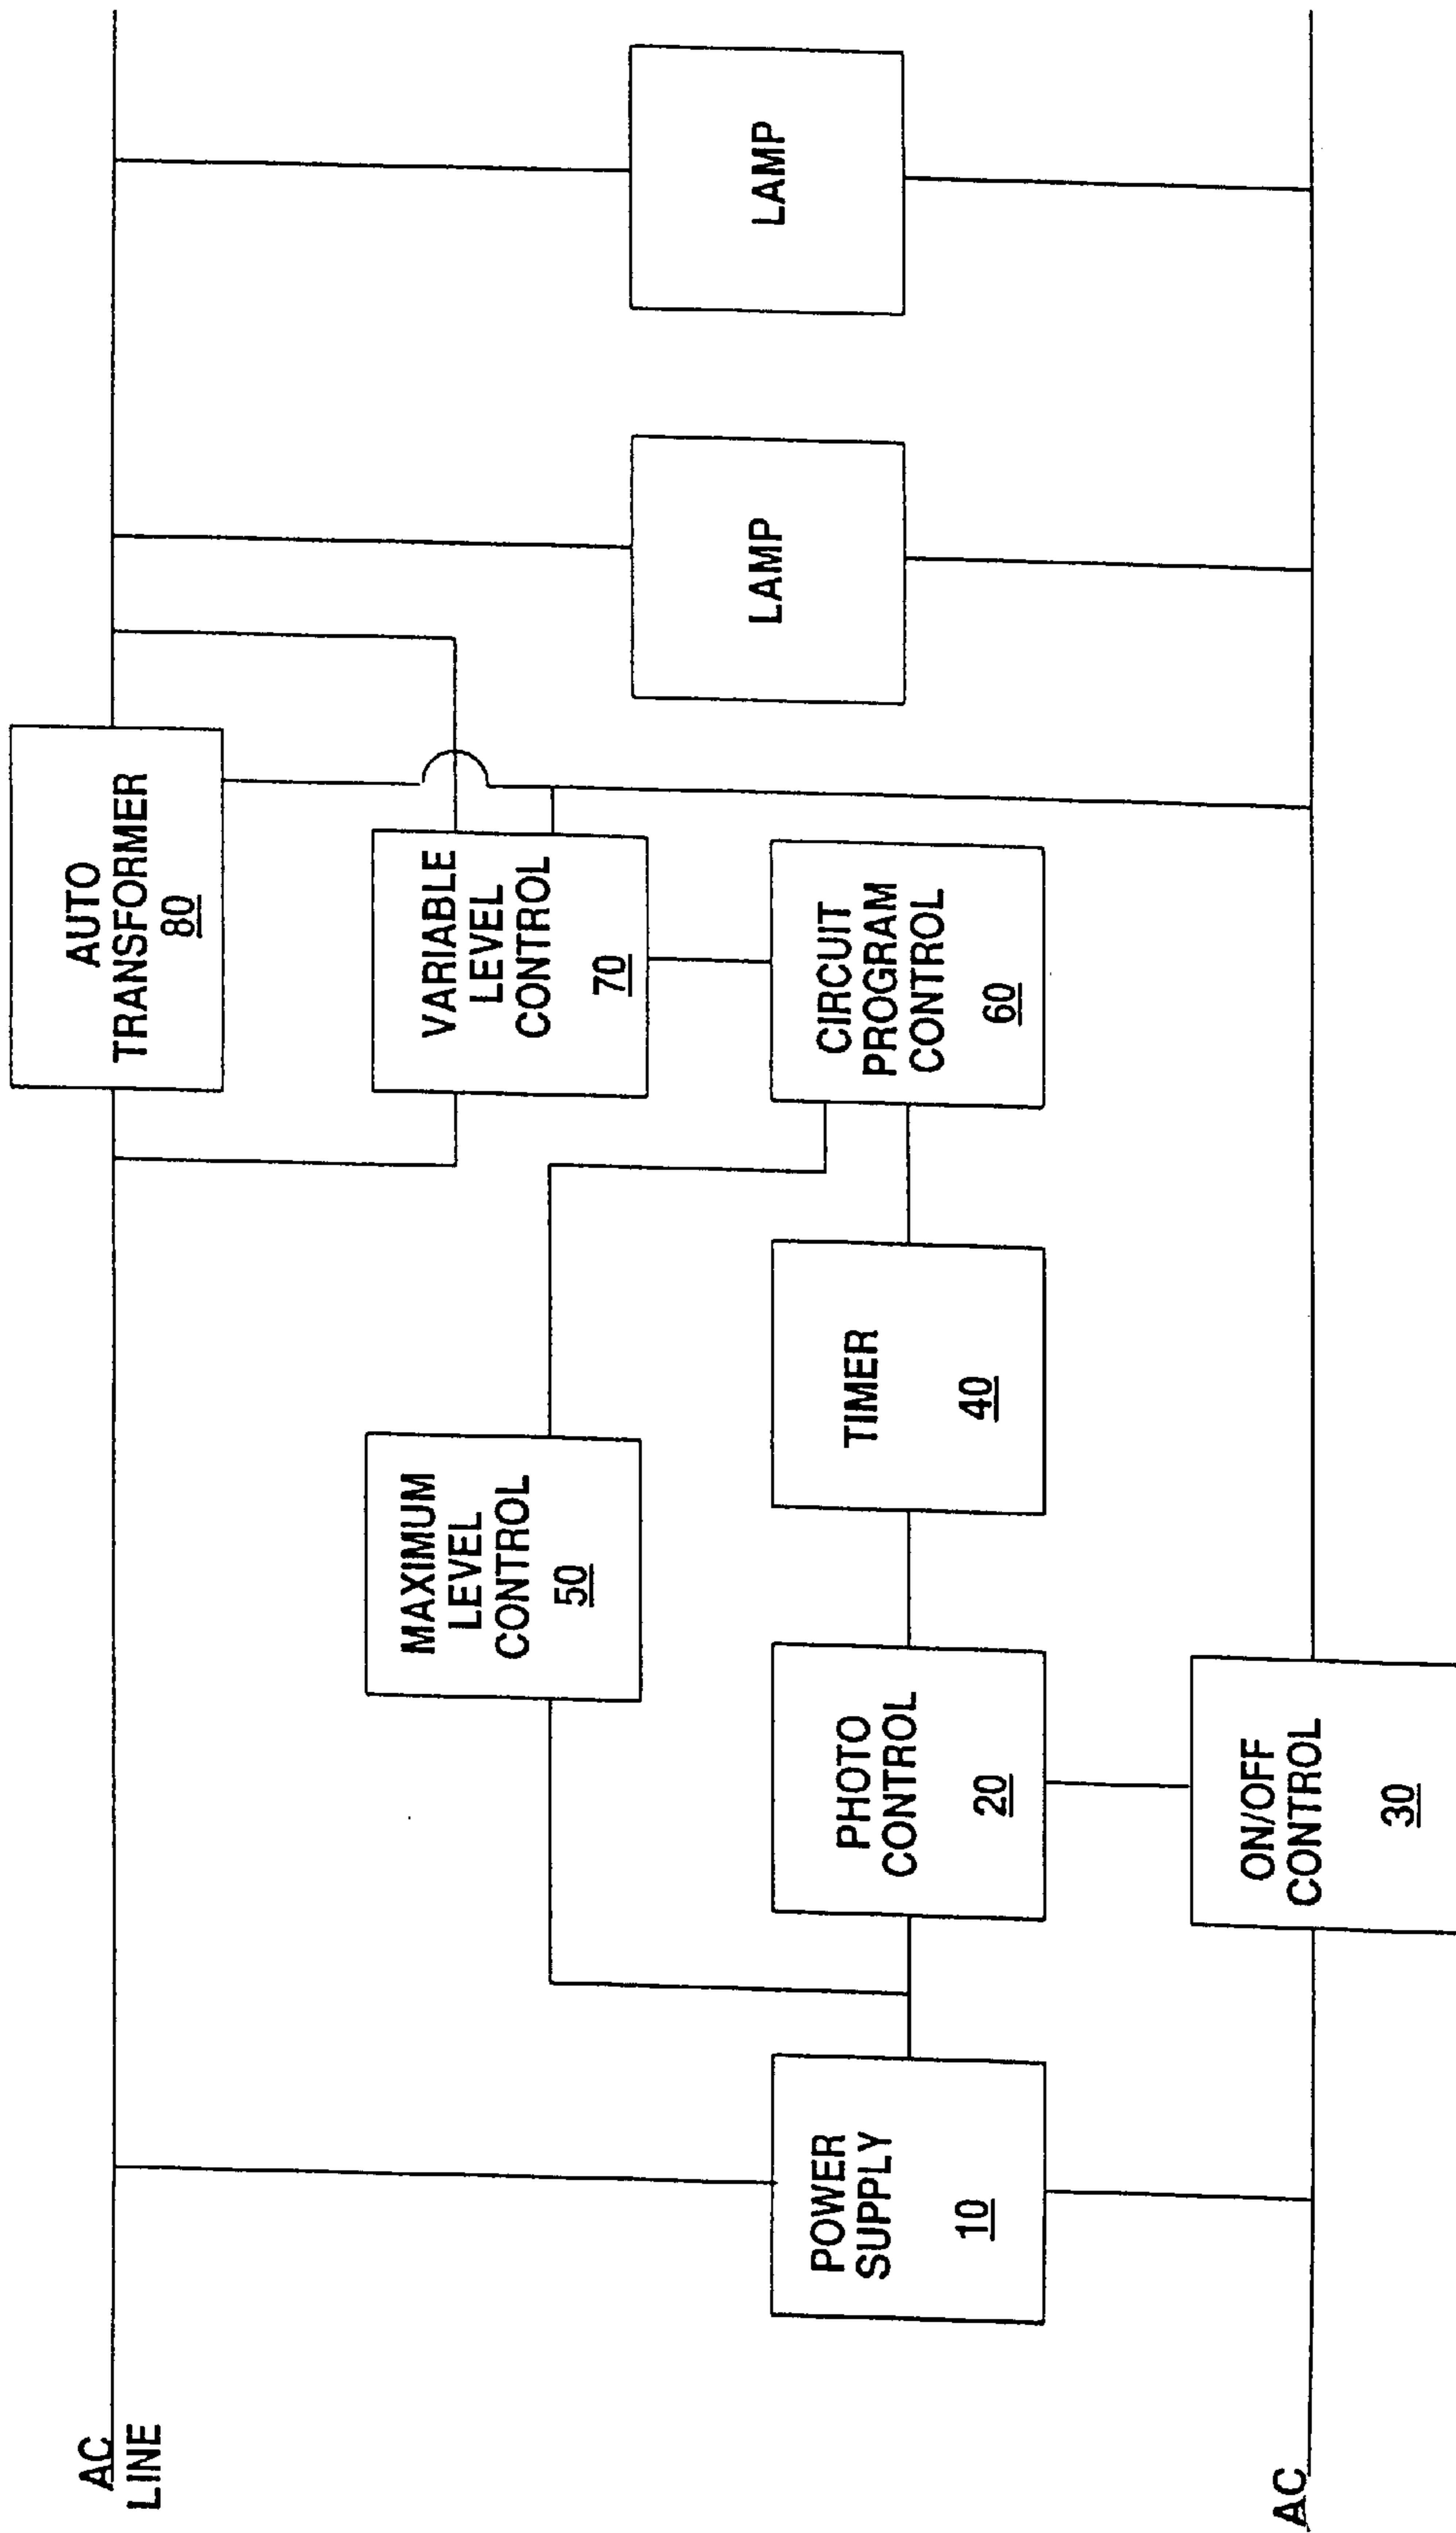 AC
LINE
AUTO
TRANSFORMER
80
MAXIMUM
LEVEL
CONTROL
50
VARIABLE
LEVEL
CONTROL
70
LAMP
LAMP
POWER
SUPPLY
10
PHOTO
CONTROL
20
TIMER
40
CIRCUIT
PROGRAM
CONTROL
60
ON/OFF
CONTROL
30
AC